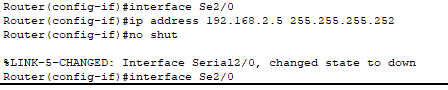 Router(config-if)#interface Se2/0
Router(config-if)#ip address 192.168.2.5 255.255.255.252
Router(config-if)#no shut
%LINK-5-CHANGED: Interface Serial2/0, changed state to down
Router(config-if)#interface Se2/0